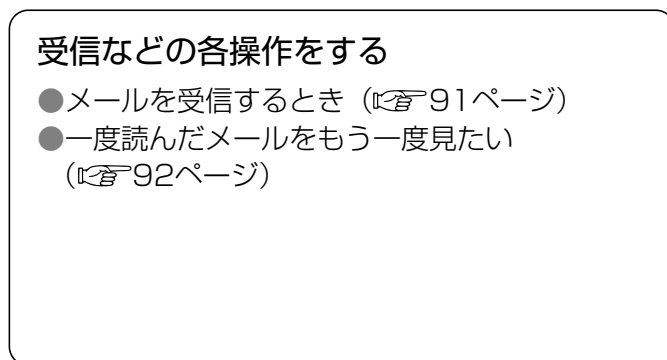 受信などの各操作をする
●メールを受信するとき（☞91ページ）
●一度読んだメールをもう一度見たい
（☞92ページ）